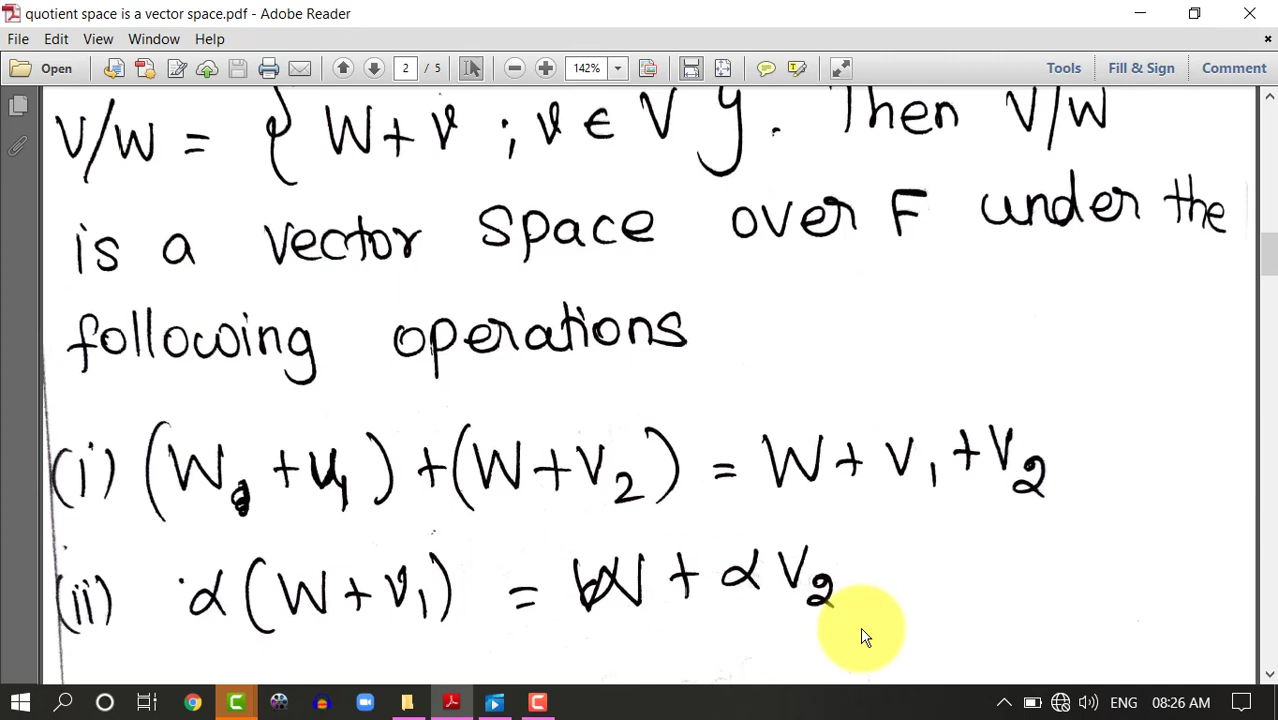 quotient space is a vector space.pdf - Adobe Reader
File Edit View Window Help
Open 2 / 5 142% Tools Fill & Sign Comment
V/W = { W + v ; v ∈ V }. Then V/W
is a vector space over F under the
following operations
(i) (W + v₁) + (W + V₂) = W + V₁ + V₂
(ii) α (W + v₁) = W + α V₂
ENG 08:26 AM